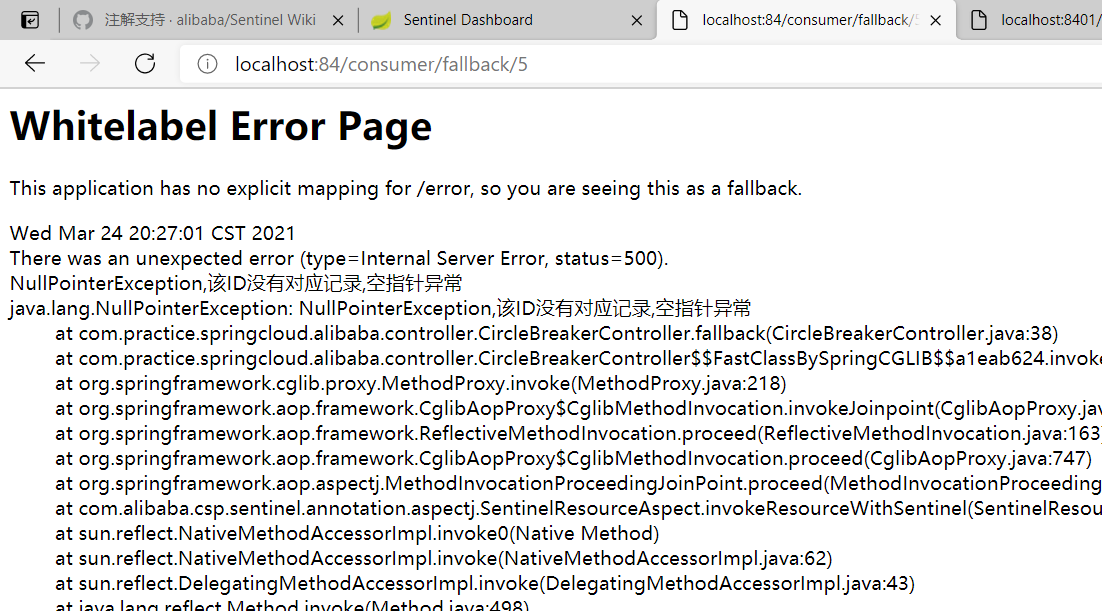 注解支持 · alibaba/Sentinel Wiki
Sentinel Dashboard
localhost:84/consumer/fallback/5
localhost:8401/
localhost:84/consumer/fallback/5
Whitelabel Error Page
This application has no explicit mapping for /error, so you are seeing this as a fallback.
Wed Mar 24 20:27:01 CST 2021
There was an unexpected error (type=Internal Server Error, status=500).
NullPointerException,该ID没有对应记录,空指针异常
java.lang.NullPointerException: NullPointerException,该ID没有对应记录,空指针异常
at com.practice.springcloud.alibaba.controller.CircleBreakerController.fallback(CircleBreakerController.java:38)
at com.practice.springcloud.alibaba.controller.CircleBreakerController$$FastClassBySpringCGLIB$$a1eab624.invoke
at org.springframework.cglib.proxy.MethodProxy.invoke(MethodProxy.java:218)
at org.springframework.aop.framework.CglibAopProxy$CglibMethodInvocation.invokeJoinpoint(CglibAopProxy.jav
at org.springframework.aop.framework.ReflectiveMethodInvocation.proceed(ReflectiveMethodInvocation.java:163)
at org.springframework.aop.framework.CglibAopProxy$CglibMethodInvocation.proceed(CglibAopProxy.java:747)
at org.springframework.aop.aspectj.MethodInvocationProceedingJoinPoint.proceed(MethodInvocationProceeding
at com.alibaba.csp.sentinel.annotation.aspectj.SentinelResourceAspect.invokeResourceWithSentinel(SentinelResou
at sun.reflect.NativeMethodAccessorImpl.invoke0(Native Method)
at sun.reflect.NativeMethodAccessorImpl.invoke(NativeMethodAccessorImpl.java:62)
at sun.reflect.DelegatingMethodAccessorImpl.invoke(DelegatingMethodAccessorImpl.java:43)
at java.lang.reflect.Method.invoke(Method.java:498)